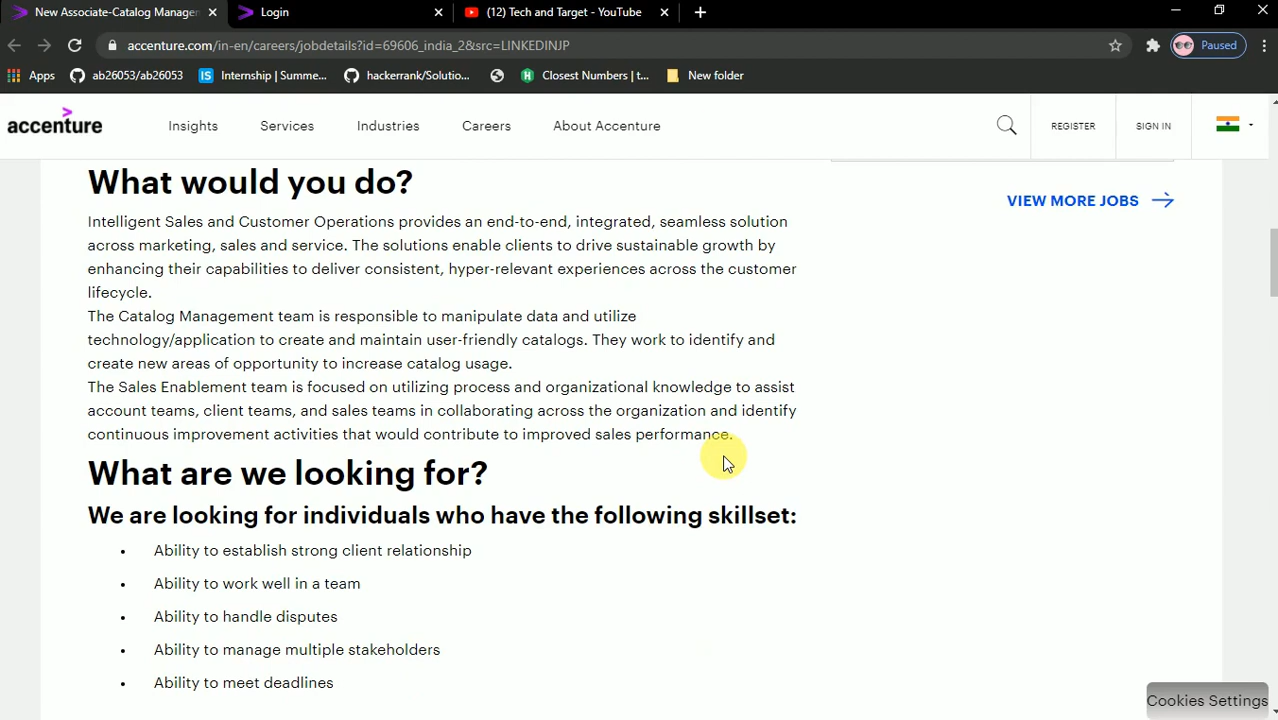 New Associate-Catalog Managem
Login
(12) Tech and Target - YouTube
accenture.com/in-en/careers/jobdetails?id=69606_india_2&src=LINKEDINJP
Paused
Apps
ab26053/ab26053
IS
Internship | Summe...
hackerrank/Solutio...
Closest Numbers | t...
New folder
accenture
Insights
Services
Industries
Careers
About Accenture
REGISTER
SIGN IN
What would you do?
VIEW MORE JOBS
Intelligent Sales and Customer Operations provides an end-to-end, integrated, seamless solution
across marketing, sales and service. The solutions enable clients to drive sustainable growth by
enhancing their capabilities to deliver consistent, hyper-relevant experiences across the customer
lifecycle.
The Catalog Management team is responsible to manipulate data and utilize
technology/application to create and maintain user-friendly catalogs. They work to identify and
create new areas of opportunity to increase catalog usage.
The Sales Enablement team is focused on utilizing process and organizational knowledge to assist
account teams, client teams, and sales teams in collaborating across the organization and identify
continuous improvement activities that would contribute to improved sales performance.
What are we looking for?
We are looking for individuals who have the following skillset:
• Ability to establish strong client relationship
• Ability to work well in a team
• Ability to handle disputes
• Ability to manage multiple stakeholders
• Ability to meet deadlines
Cookies Settings